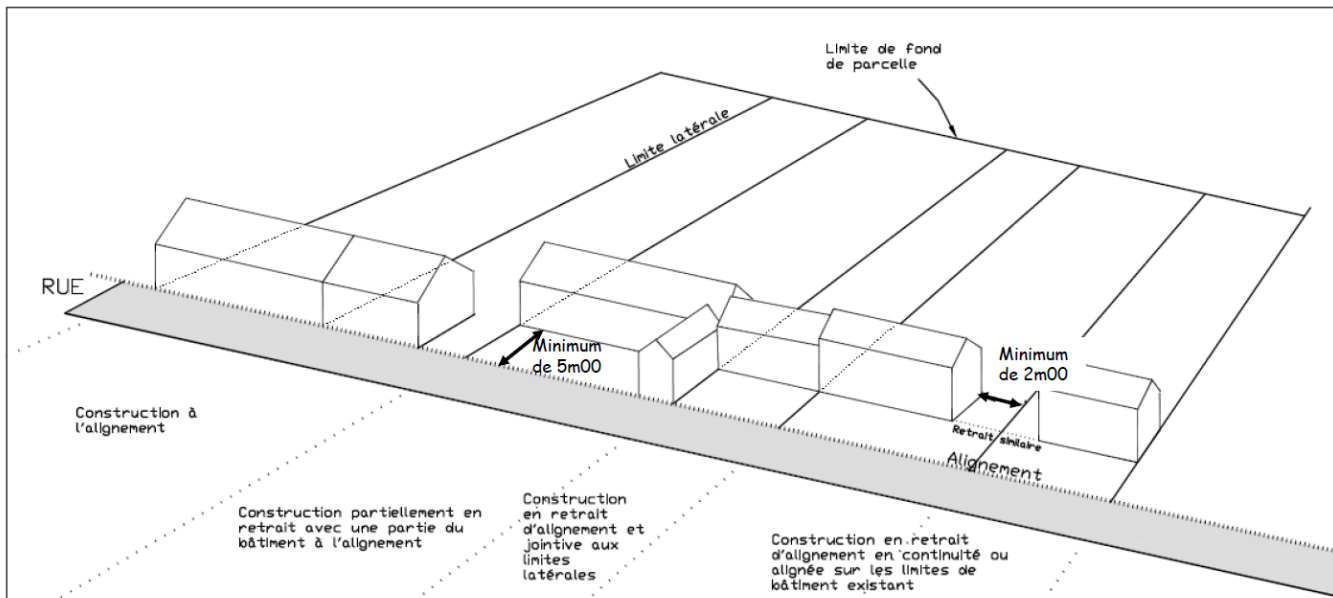 Limite de fond
de parcelle
Limite latérale
RUE
Minimum
de 5m00
Minimum
de 2m00
Retrait similaire
Alignement
Construction à
l'alignement
Construction partiellement en
retrait avec une partie du
bâtiment à l'alignement
Construction
en retrait
d'alignement et
jointive aux
limites
latérales
Construction en retrait
d'alignement en continuité ou
alignée sur les limites de
bâtiment existant